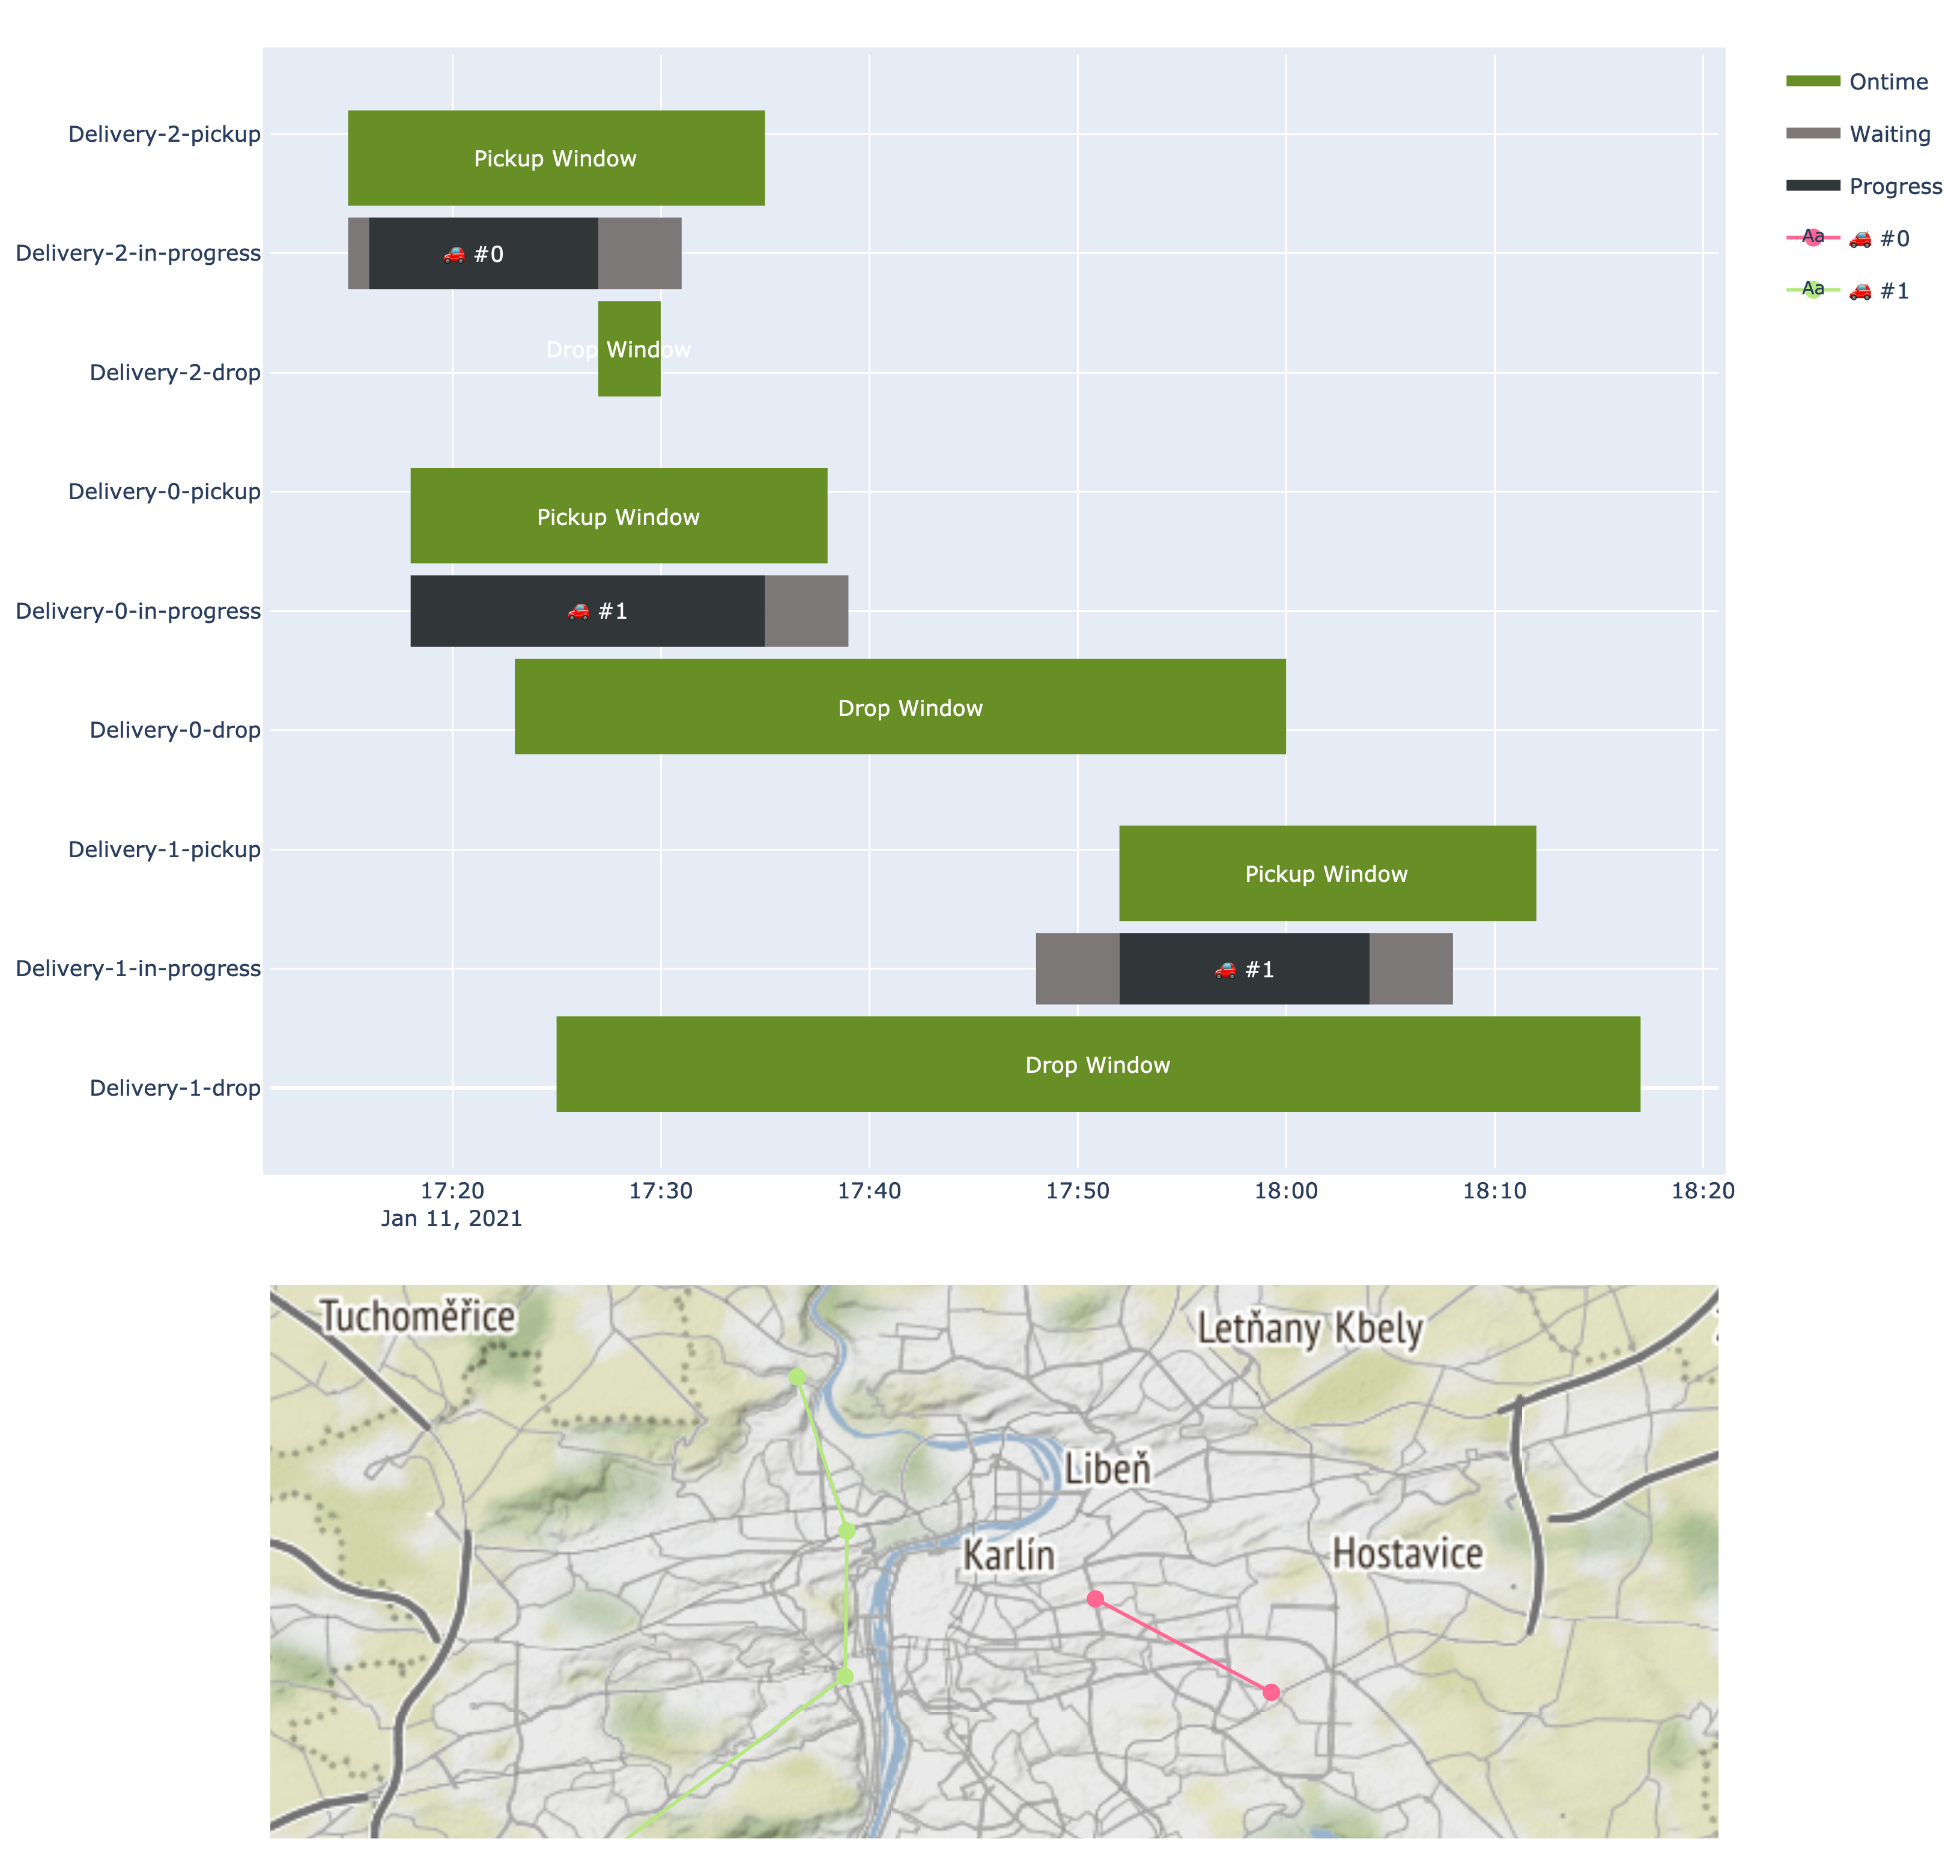 Delivery-2-pickup
Pickup Window
Delivery-2-in-progress
🚗 #0
Delivery-2-drop
Drop Window
Delivery-0-pickup
Pickup Window
Delivery-0-in-progress
🚗 #1
Delivery-0-drop
Drop Window
Delivery-1-pickup
Pickup Window
Delivery-1-in-progress
🚗 #1
Delivery-1-drop
Drop Window
17:20 17:30 17:40 17:50 18:00 18:10 18:20
Jan 11, 2021
Ontime
Waiting
Progress
Aa 🚗 #0
Aa 🚗 #1
Tuchoměřice
Letňany Kbely
Libeň
Karlín
Hostavice